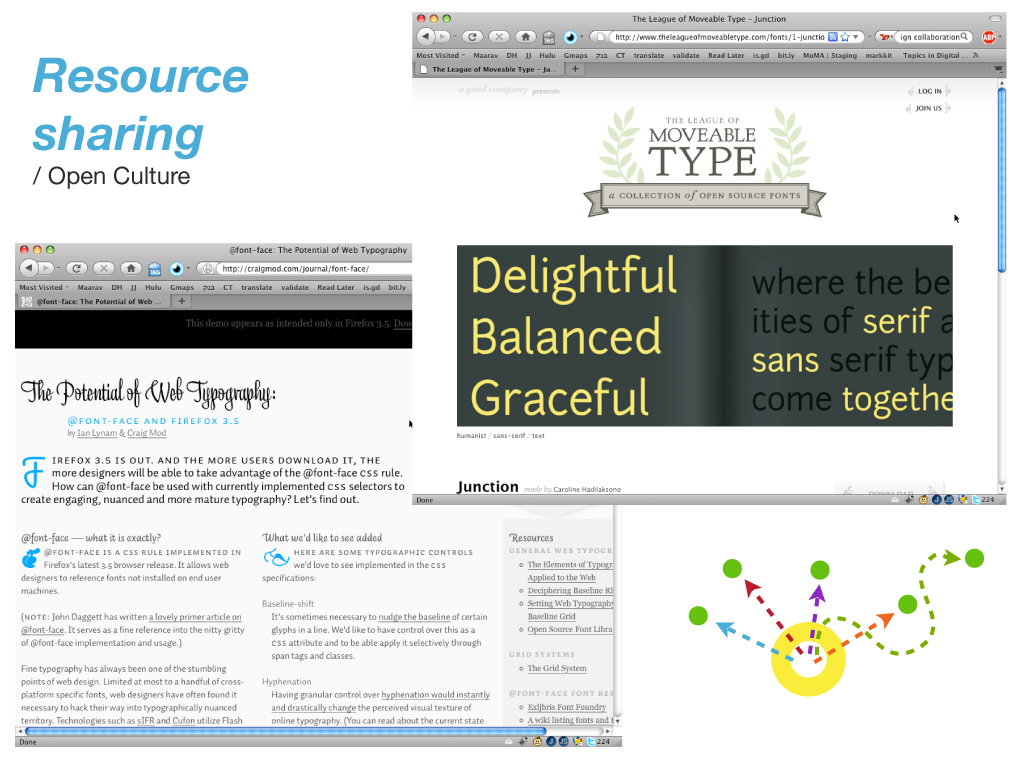 Resource
sharing
/ Open Culture
The League of Moveable Type – Junction
http://www.theleagueofmoveabletype.com/fonts/1-junctio
ign collaboration
ABP
Most Visited Maarav DH JJ Hulu Gmaps בנק CT translate validate Read Later is.gd bit.ly MoMA | Staging markkit Topics in Digital ...
The League of Moveable Type – Ju... +
a good company presents
LOG IN
JOIN US
THE LEAGUE OF
MOVEABLE
TYPE
a COLLECTION of OPEN SOURCE FONTS
Delightful
Balanced
Graceful
where the be
ities of serif a
sans serif typ
come togethe
humanist / sans-serif / text
Junction made by Caroline Hadilaksono
DOWNLOAD
Done
224
@font-face: The Potential of Web Typography
http://craigmod.com/journal/font-face/
Most Visited Maarav DH JJ Hulu Gmaps בנק CT translate validate Read Later is.gd bit.ly
@font-face: The Potential of Web ... +
This demo appears as intended only in Firefox 3.5. Dow
The Potential of Web Typography:
@FONT-FACE AND FIREFOX 3.5
by Ian Lynam & Craig Mod
FIREFOX 3.5 IS OUT. AND THE MORE USERS DOWNLOAD IT, THE
more designers will be able to take advantage of the @font-face CSS rule.
How can @font-face be used with currently implemented CSS selectors to
create engaging, nuanced and more mature typography? Let's find out.
@font-face — what it is exactly?
@FONT-FACE IS A CSS RULE IMPLEMENTED IN
Firefox's latest 3.5 browser release. It allows web
designers to reference fonts not installed on end user
machines.
(NOTE: John Daggett has written a lovely primer artitly on
@font-face. It serves as a fine reference into the nitty gritty
of @font-face implementation and usage.)
Fine typography has always been one of the stumbling
points of web design. Limited at most to a handful of cross-
platform specific fonts, web designers have often found it
necessary to hack their way into typographically nuanced
territory. Technologies such as sIFR and Cufon utilize Flash
What we'd like to see added
HERE ARE SOME TYPOGRAPHIC CONTROLS
we'd love to see implemented in the CSS
specifications:
Baseline-shift
It's sometimes necessary to nudge the baseline of certain
glyphs in a line. We'd like to have control over this as a
CSS attribute and to be able apply it selectively through
span tags and classes.
Hyphenation
Having granular control over hyphenation would instantly
and drastically change the perceived visual texture of
online typography. (You can read about the current state
Resources
GENERAL WEB TYPOGR
The Elements of Typogr
Applied to the Web
Deciphering Baseline Rh
Setting Web Typography
Baseline Grid
Open Source Font Libra
GRID SYSTEMS
The Grid System
@FONT-FACE FONT RES
Exljbris Font Foundry
A wiki listing fonts and f
Done
224